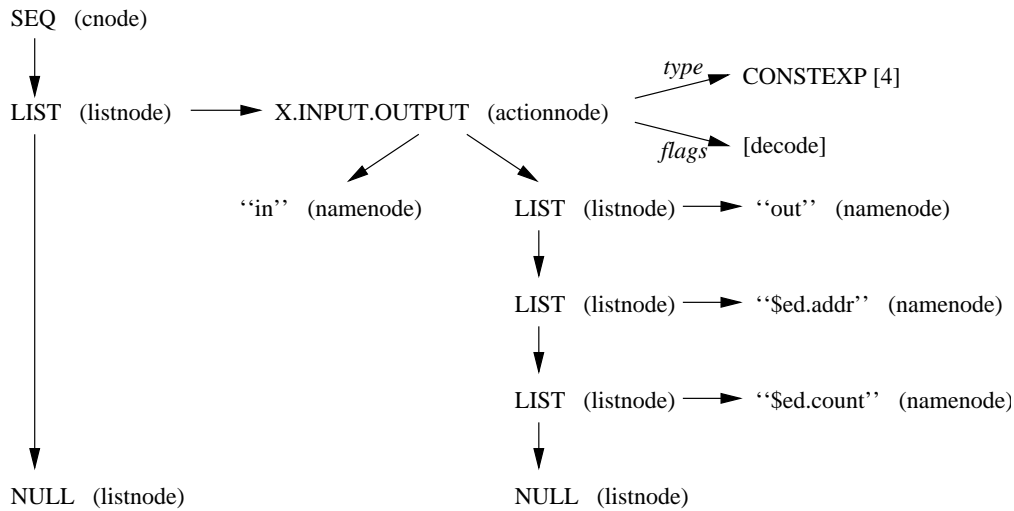 SEQ (cnode)
type
CONSTEXP [4]
LIST (listnode)
X.INPUT.OUTPUT (actionnode)
flags
[decode]
‘‘in’’ (namenode)
LIST (listnode)
‘‘out’’ (namenode)
LIST (listnode)
‘‘$ed.addr’’ (namenode)
LIST (listnode)
‘‘$ed.count’’ (namenode)
NULL (listnode)
NULL (listnode)